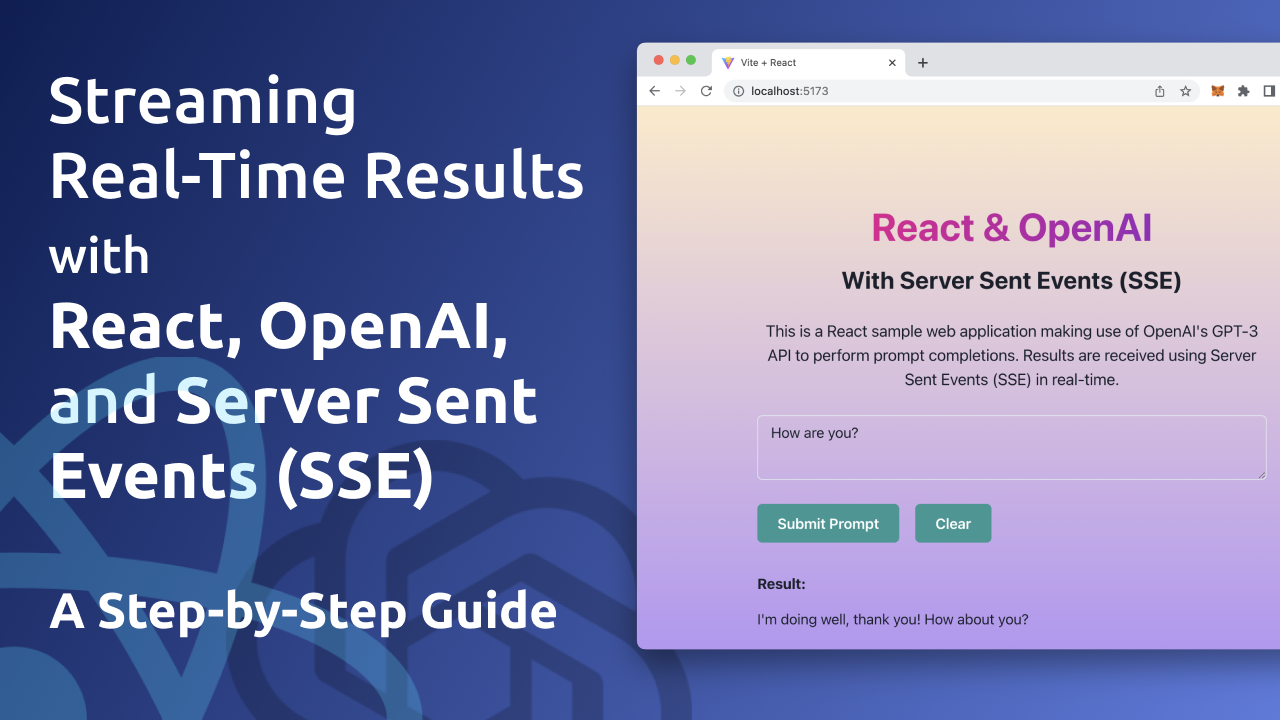 Streaming
Real-Time Results
with
React, OpenAI,
and Server Sent
Events (SSE)
A Step-by-Step Guide
Vite + React
localhost:5173
React & OpenAI
With Server Sent Events (SSE)
This is a React sample web application making use of OpenAI's GPT-3
API to perform prompt completions. Results are received using Server
Sent Events (SSE) in real-time.
How are you?
Submit Prompt
Clear
Result:
I'm doing well, thank you! How about you?